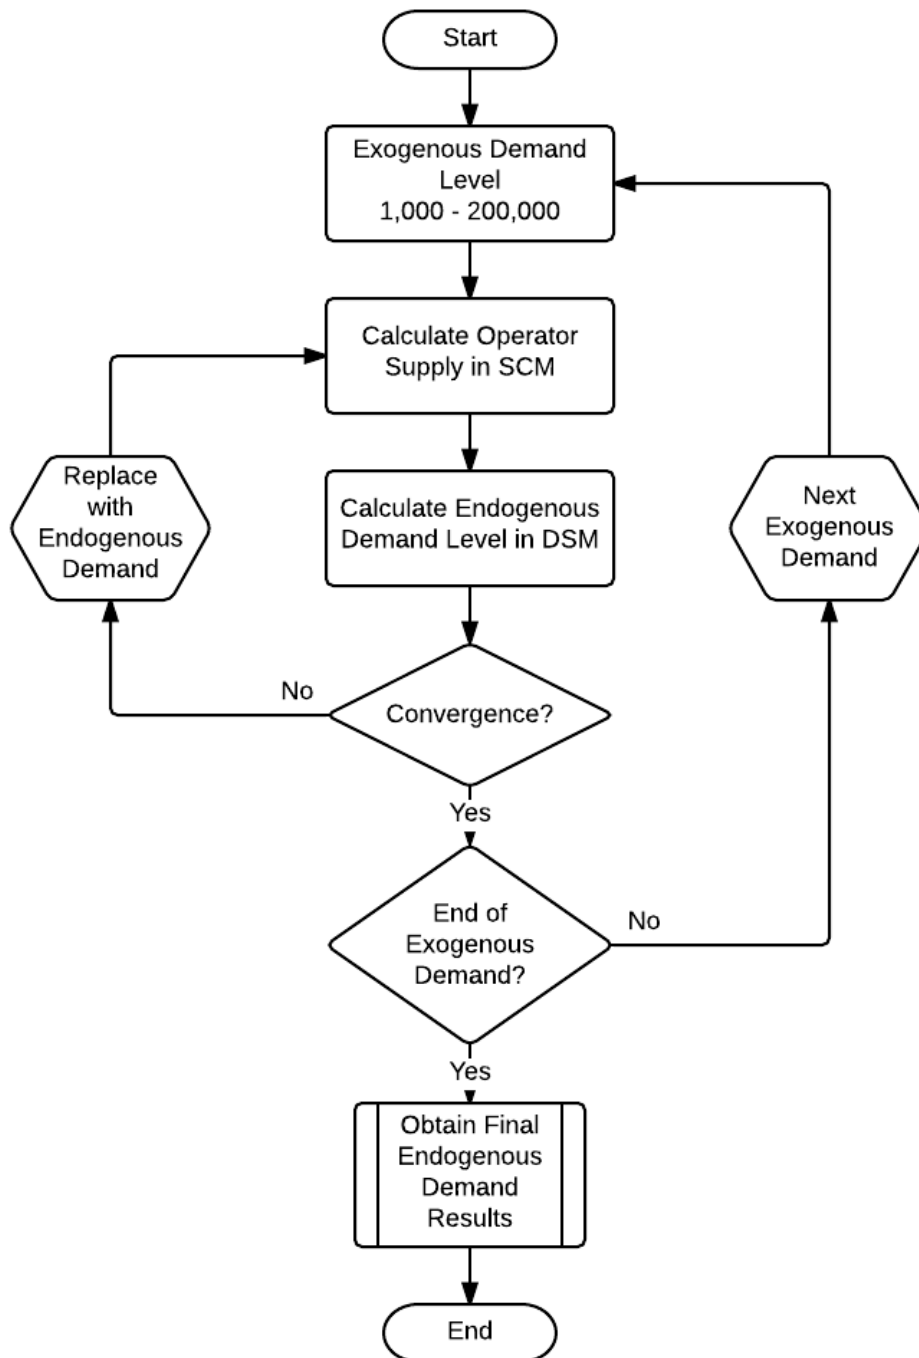 Start
Exogenous Demand
Level
1,000 - 200,000
Calculate Operator
Supply in SCM
Calculate Endogenous
Demand Level in DSM
Replace
with
Endogenous
Demand
Next
Exogenous
Demand
No
Convergence?
Yes
End of
Exogenous
Demand?
No
Yes
Obtain Final
Endogenous
Demand
Results
End